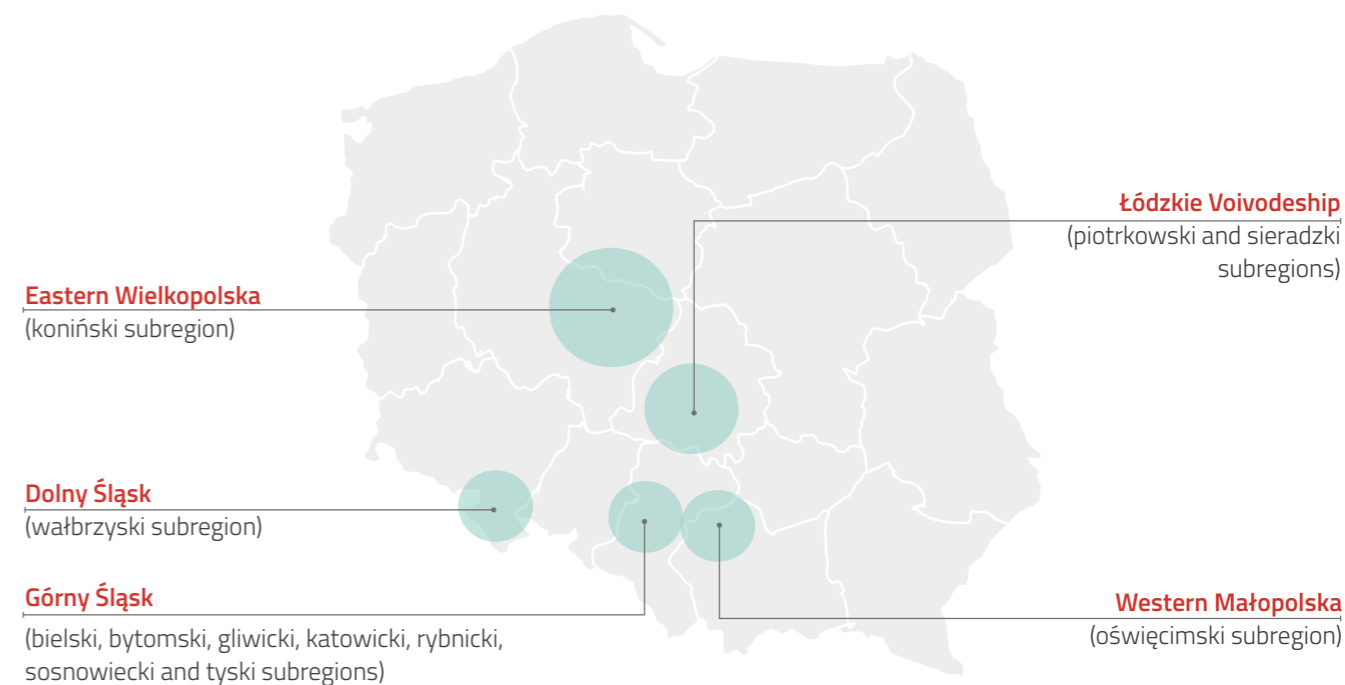 Łódzkie Voivodeship
(piotrkowski and sieradzki
subregions)
Eastern Wielkopolska
(koniński subregion)
Dolny Śląsk
(wałbrzyski subregion)
Górny Śląsk
(bielski, bytomski, gliwicki, katowicki, rybnicki,
sosnowiecki and tyski subregions)
Western Małopolska
(oświęcimski subregion)